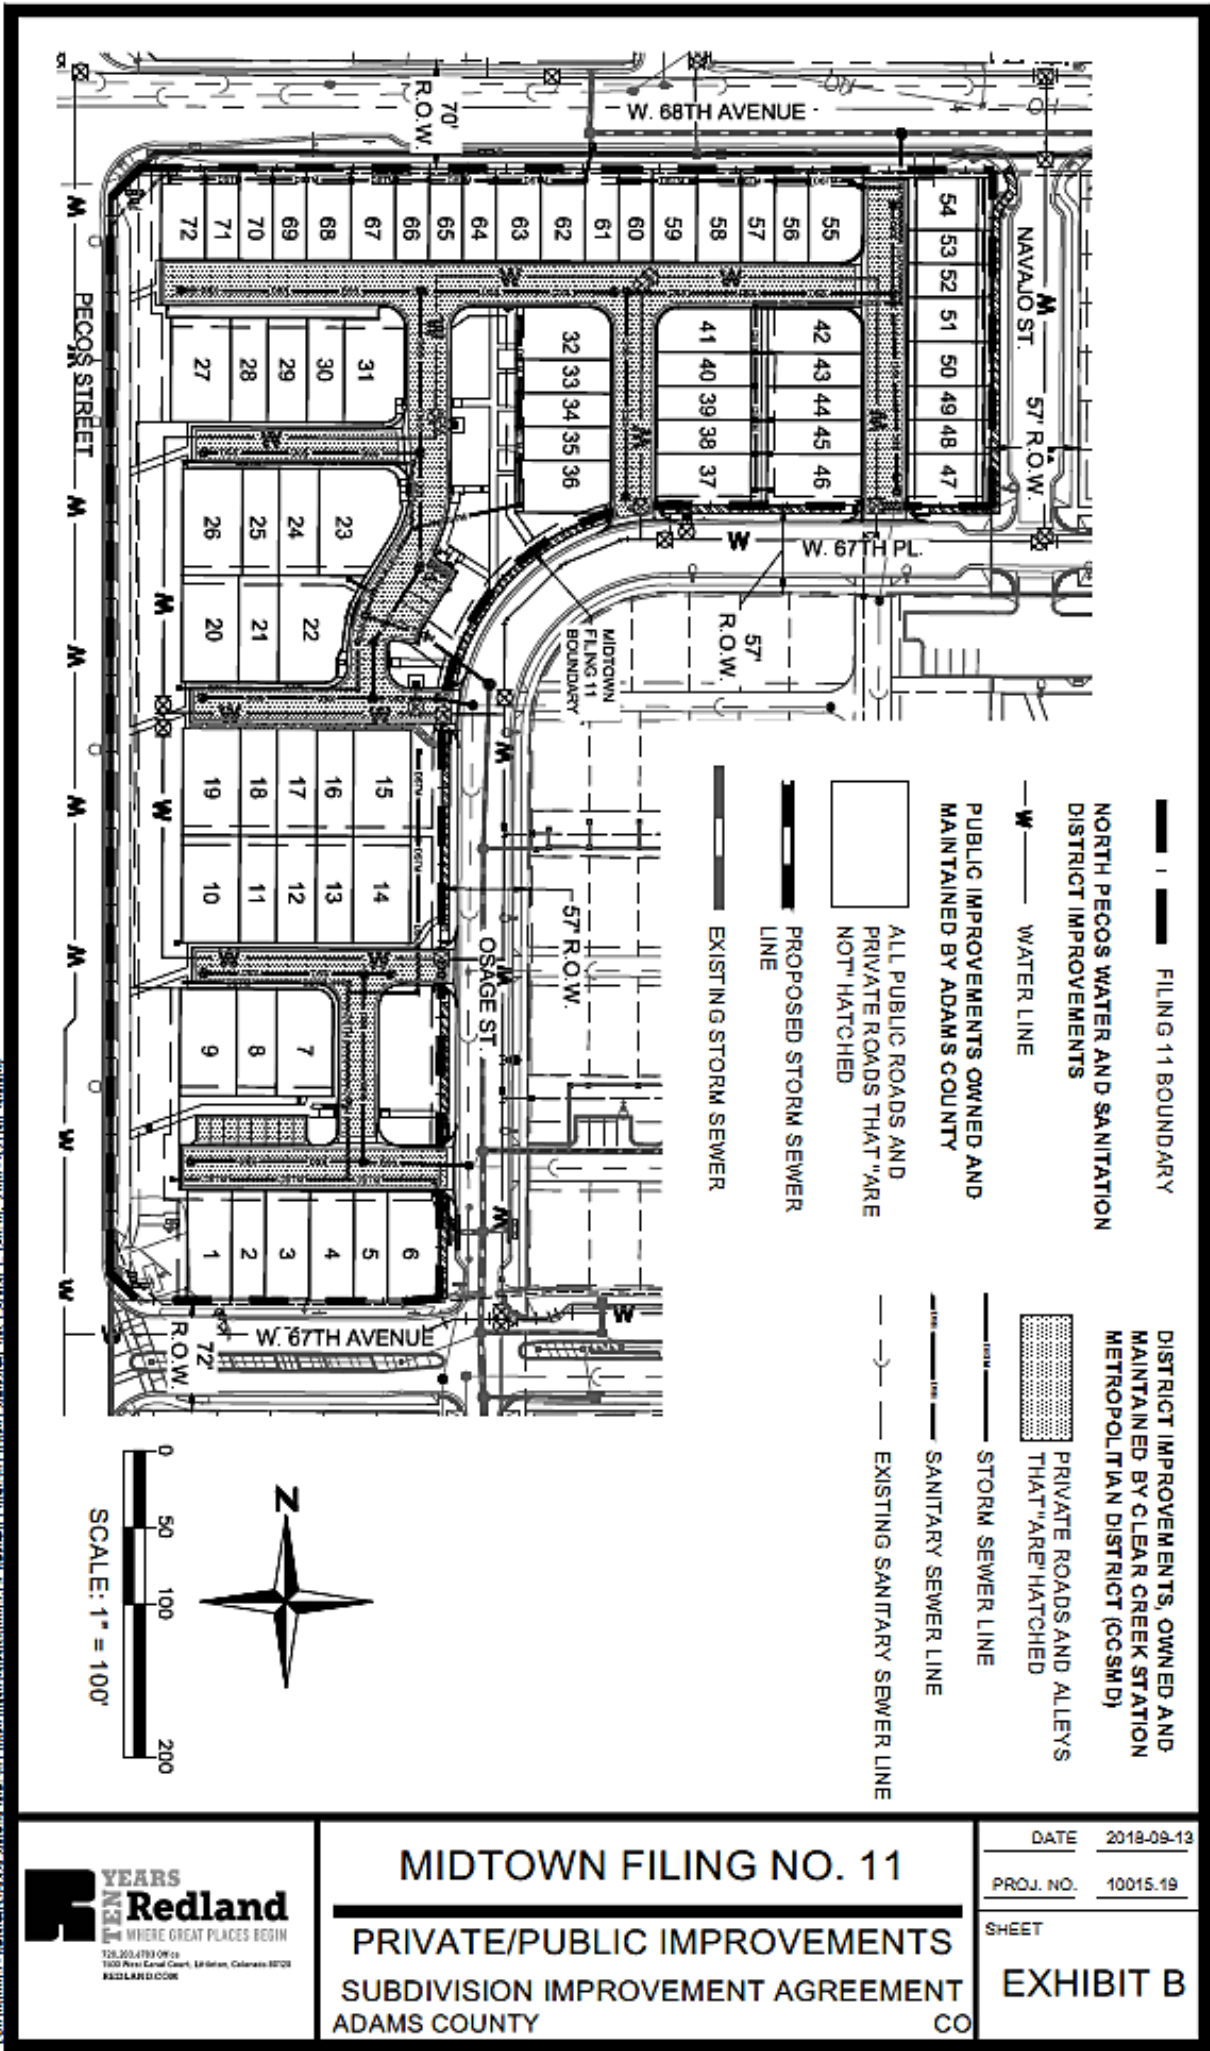 W. 68TH AVENUE
70'
R.O.W.
NAVAJO ST.
57' R.O.W.
PECOS STREET
W. 67TH PL.
57'
R.O.W.
MIDTOWN
FILING 11
BOUNDARY
57' R.O.W.
OSAGE ST.
W. 67TH AVENUE
72'
R.O.W.
72
71
70
69
68
67
66
65
64
63
62
61
60
59
58
57
56
55
54
53
52
51
50
49
48
47
42
43
44
45
46
41
40
39
38
37
32
33
34
35
36
31
30
29
28
27
26
25
24
23
22
21
20
19
18
17
16
15
14
13
12
11
10
9
8
7
1
2
3
4
5
6
FILING 11 BOUNDARY
NORTH PECOS WATER AND SANITATION
DISTRICT IMPROVEMENTS
W
WATER LINE
PUBLIC IMPROVEMENTS OWNED AND
MAINTAINED BY ADAMS COUNTY
ALL PUBLIC ROADS AND
PRIVATE ROADS THAT "ARE
NOT" HATCHED
PROPOSED STORM SEWER
LINE
EXISTING STORM SEWER
DISTRICT IMPROVEMENTS, OWNED AND
MAINTAINED BY CLEAR CREEK STATION
METROPOLITIAN DISTRICT (CCSMD)
PRIVATE ROADS AND ALLEYS
THAT "ARE" HATCHED
STORM SEWER LINE
SANITARY SEWER LINE
EXISTING SANITARY SEWER LINE
N
0
50
100
200
SCALE: 1" = 100'
TEN
YEARS
Redland
WHERE GREAT PLACES BEGIN
REDLAND.COM
MIDTOWN FILING NO. 11
PRIVATE/PUBLIC IMPROVEMENTS
SUBDIVISION IMPROVEMENT AGREEMENT
ADAMS COUNTY CO
DATE 2018-09-13
PROJ. NO. 10015.19
SHEET
EXHIBIT B